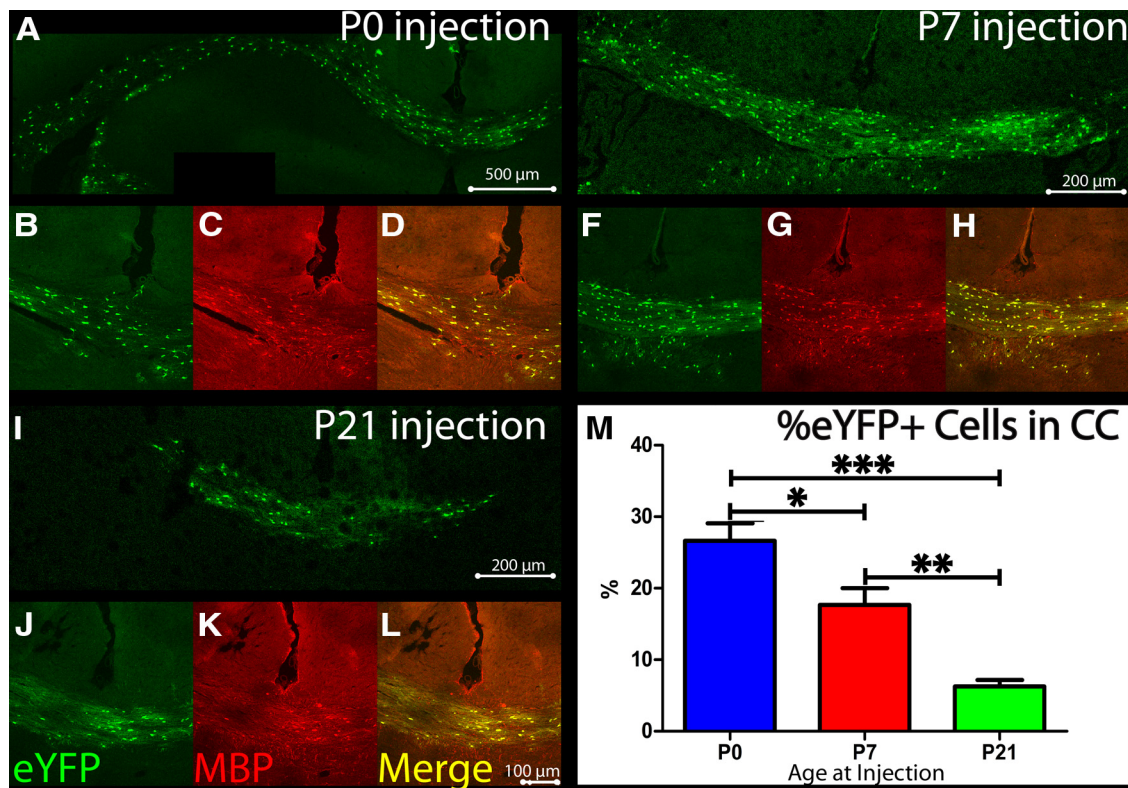 A
P0 injection
500 µm
P7 injection
200 µm
B
C
D
F
G
H
I
P21 injection
200 µm
J
K
L
eYFP
MBP
Merge
100 µm
M
%eYFP+ Cells in CC
40
30
20
10
0
%
***
*
**
P0
P7
P21
Age at Injection